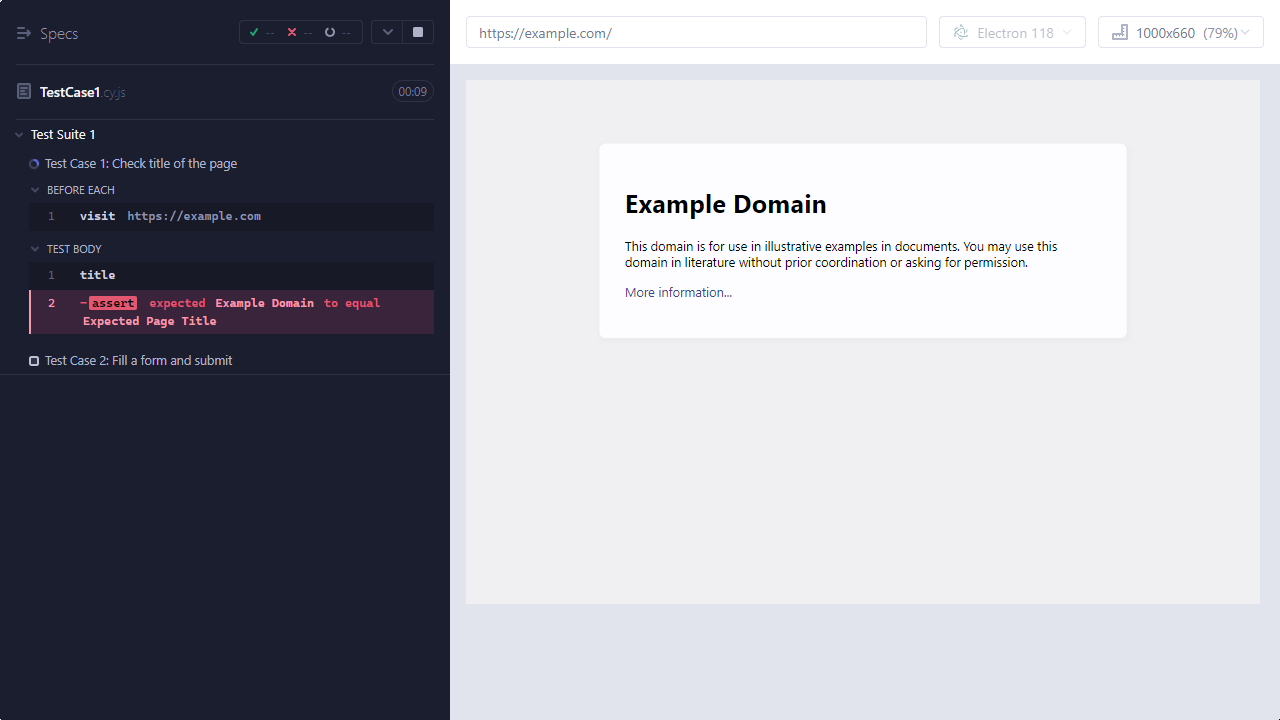 Specs
-- -- --
TestCase1.cy.js
00:09
Test Suite 1
Test Case 1: Check title of the page
BEFORE EACH
1 visit https://example.com
TEST BODY
1 title
2 -assert expected Example Domain to equal
Expected Page Title
Test Case 2: Fill a form and submit
https://example.com/
Electron 118
1000x660 (79%)
Example Domain
This domain is for use in illustrative examples in documents. You may use this
domain in literature without prior coordination or asking for permission.
More information...